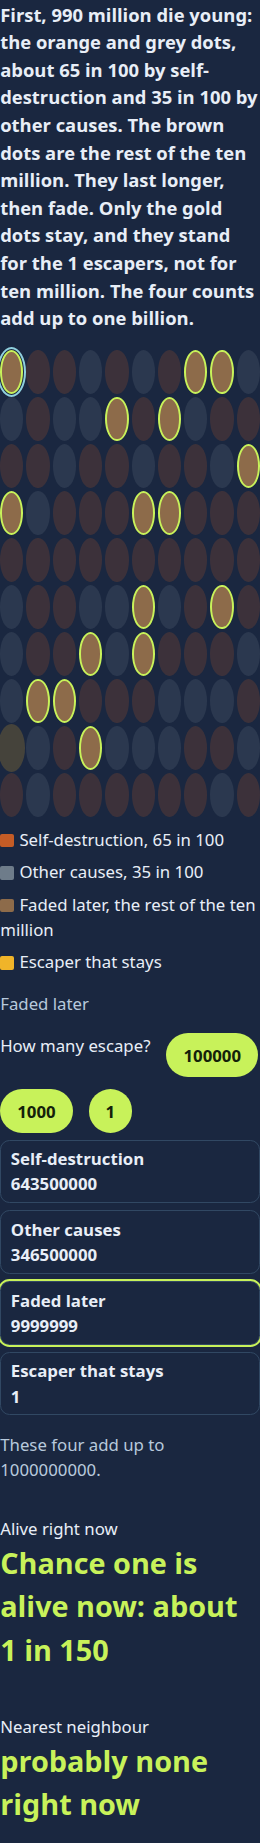 First, 990 million die young:
the orange and grey dots,
about 65 in 100 by self-
destruction and 35 in 100 by
other causes. The brown
dots are the rest of the ten
million. They last longer,
then fade. Only the gold
dots stay, and they stand
for the 1 escapers, not for
ten million. The four counts
add up to one billion.
Self-destruction, 65 in 100
Other causes, 35 in 100
Faded later, the rest of the ten
million
Escaper that stays
Faded later
How many escape?
100000
1000
1
Self-destruction
643500000
Other causes
346500000
Faded later
9999999
Escaper that stays
1
These four add up to
1000000000.
Alive right now
Chance one is
alive now: about
1 in 150
Nearest neighbour
probably none
right now